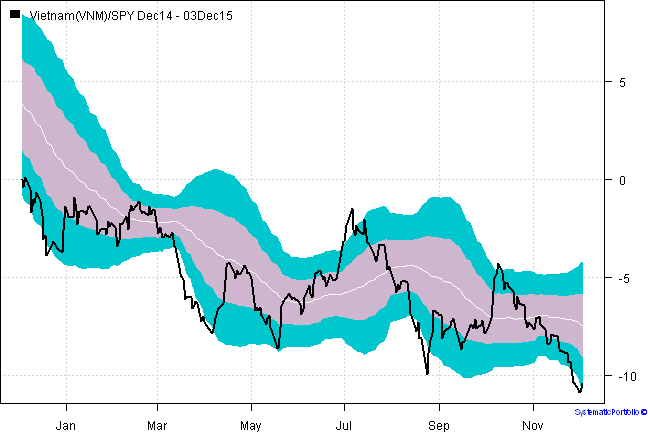 Vietnam(VNM)/SPY Dec14 - 03Dec15
5
0
-5
-10
Jan Mar May Jul Sep Nov
SystematicPortfolio ©